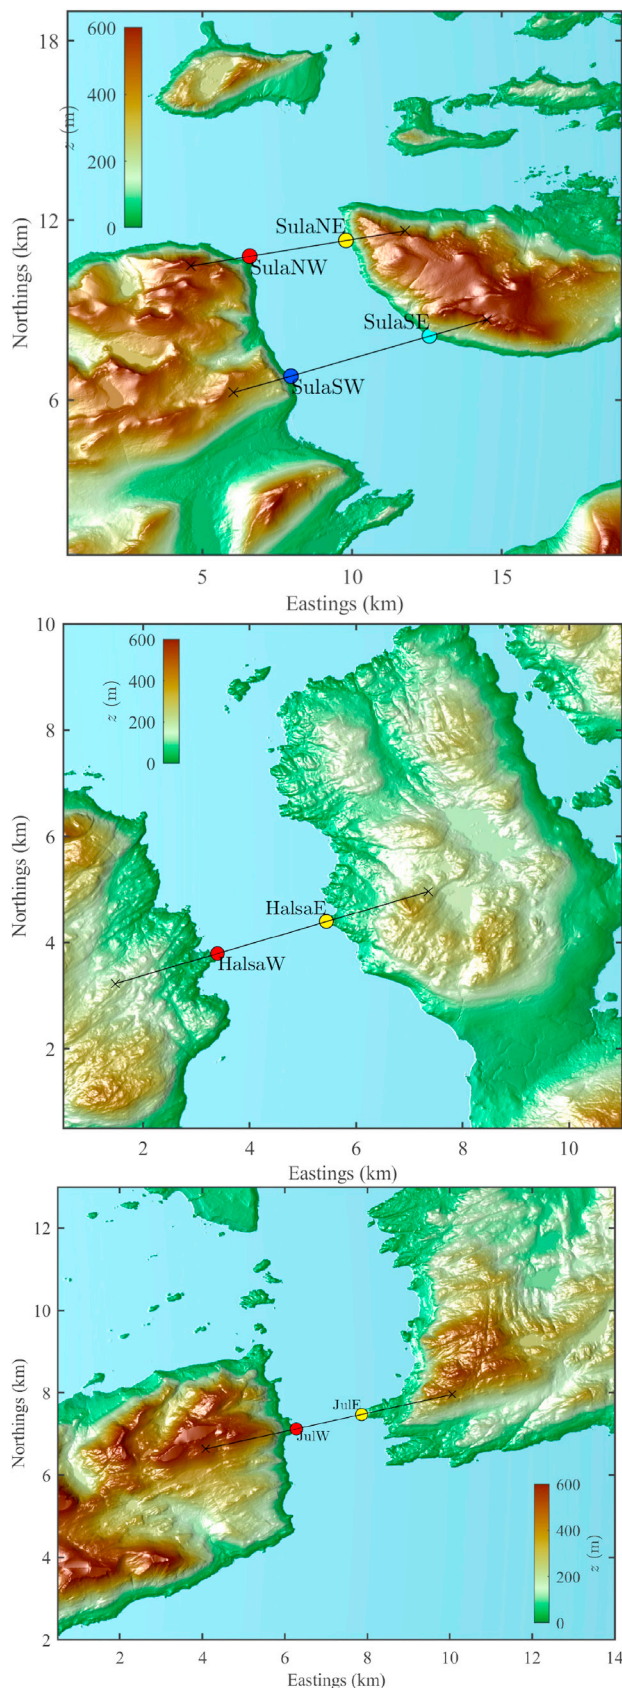 18
600
400
z (m)
200
0
Northings (km)
12
SulaNE
SulaNW
SulaSE
SulaSW
6
5
10
15
Eastings (km)
10
600
400
z (m)
200
0
8
6
Northings (km)
HalsaE
4
HalsaW
2
2
4
6
8
10
Eastings (km)
12
10
Northings (km)
8
JulE
JulW
6
600
400
z (m)
200
0
4
2
2
4
6
8
10
12
14
Eastings (km)